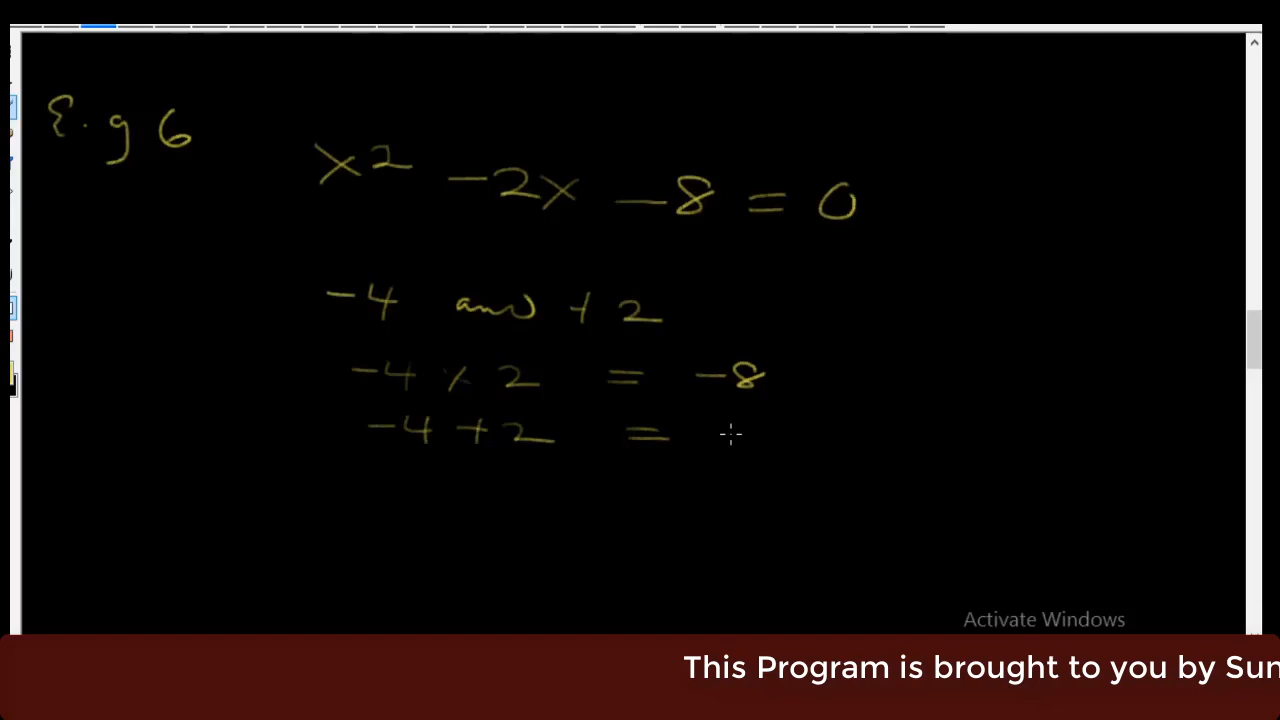 E.g 6
x² - 2x - 8 = 0
-4 and +2
-4 x 2 = -8
-4 + 2 =
Activate Windows
This Program is brought to you by Sun